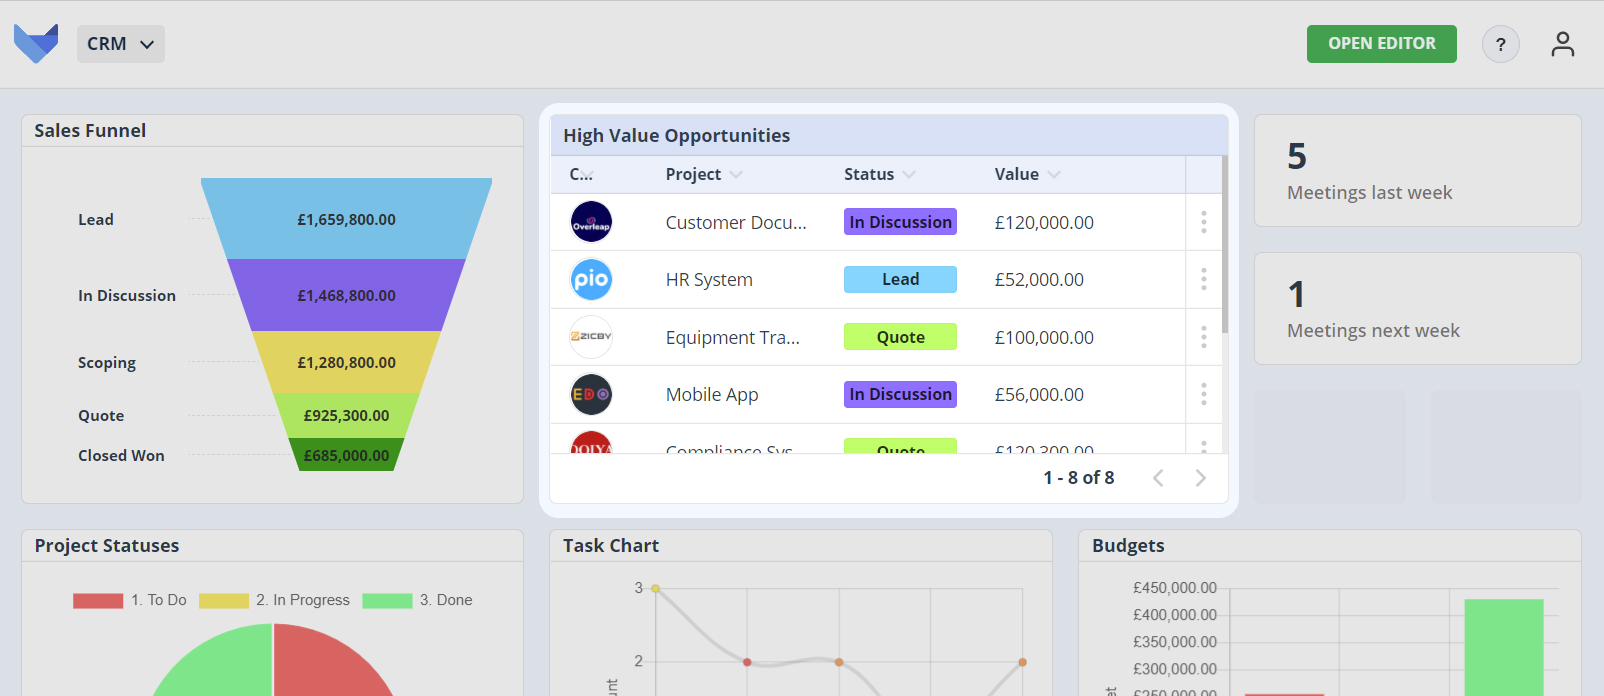 CRM
OPEN EDITOR
?
Sales Funnel
Lead £1,659,800.00
In Discussion £1,468,800.00
Scoping £1,280,800.00
Quote £925,300.00
Closed Won £685,000.00
High Value Opportunities
C... Project Status Value
Overleap Customer Docu... In Discussion £120,000.00
pio HR System Lead £52,000.00
ZICBY Equipment Tra... Quote £100,000.00
EDO Mobile App In Discussion £56,000.00
Compliance Sys Quote £120,300.00
1 - 8 of 8
5
Meetings last week
1
Meetings next week
Project Statuses
1. To Do 2. In Progress 3. Done
Task Chart
3
2
Budgets
£450,000.00
£400,000.00
£350,000.00
£300,000.00
£250,000.00